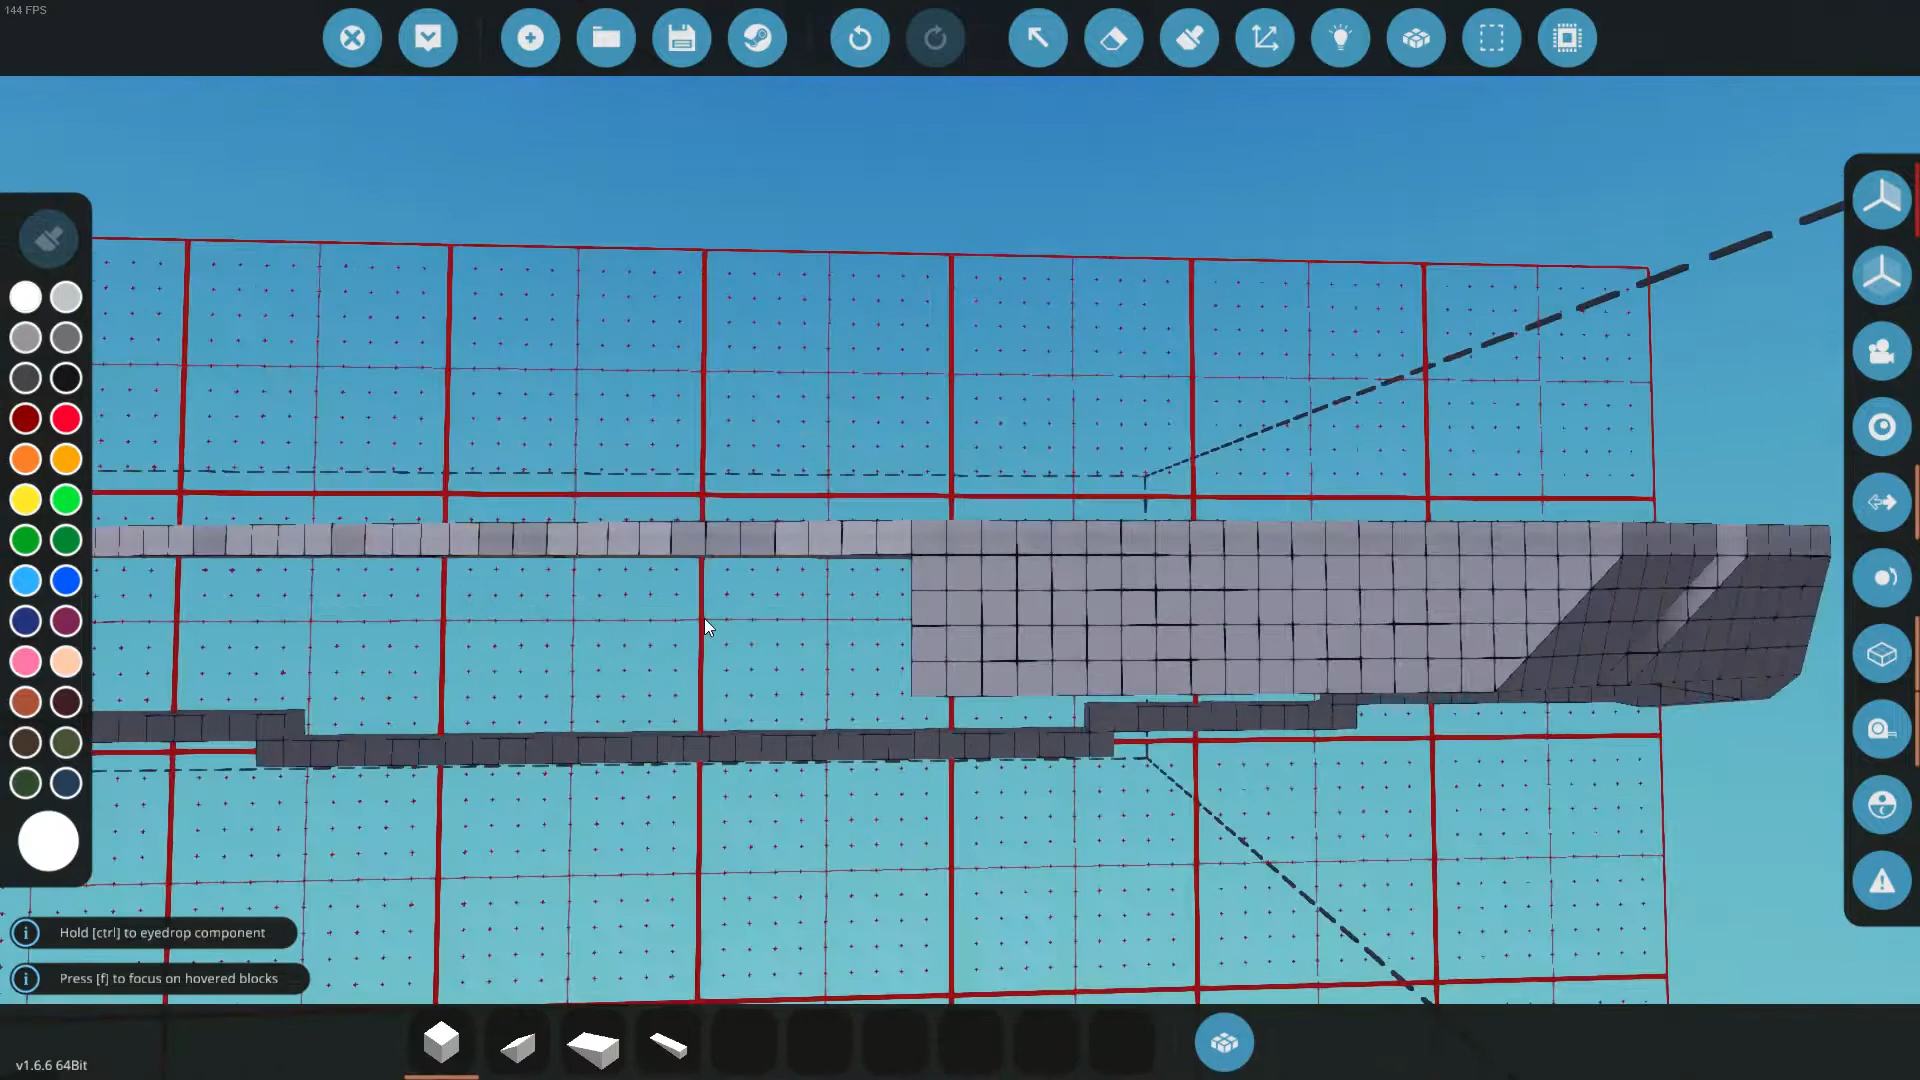 144 FPS
Hold [ctrl] to eyedrop component
Press [f] to focus on hovered blocks
v1.6.6 64Bit